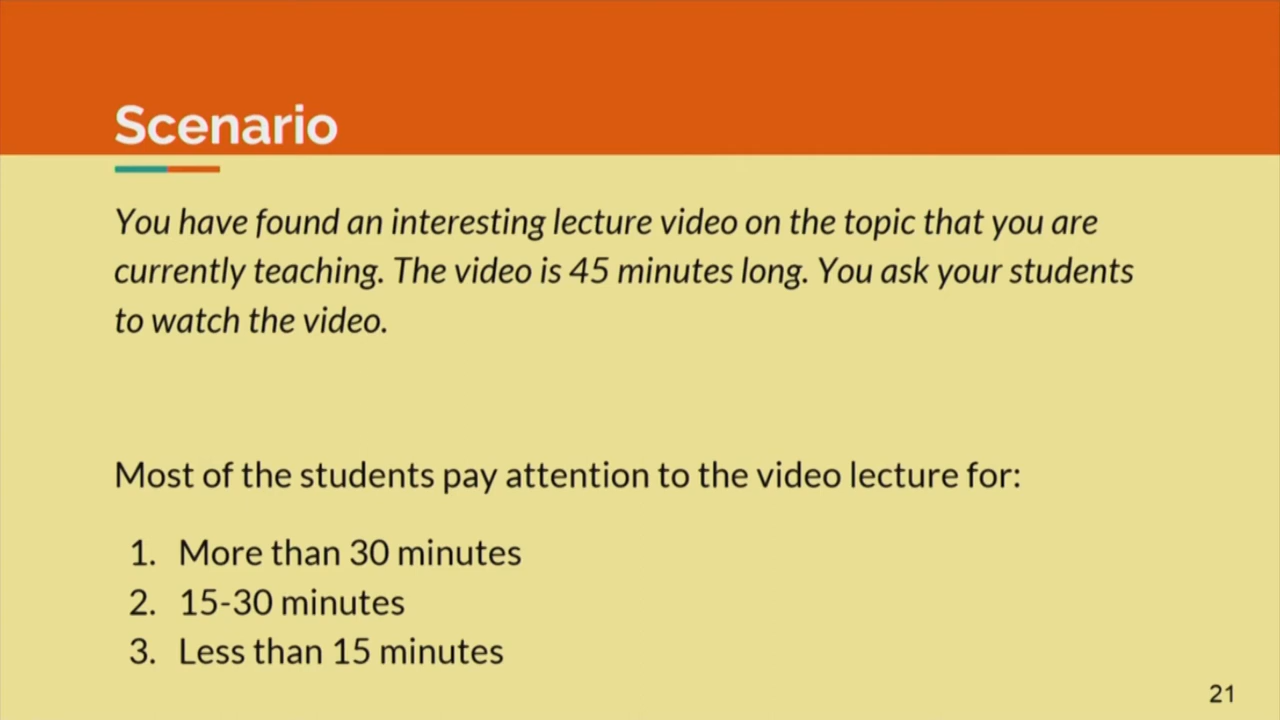 Scenario
You have found an interesting lecture video on the topic that you are
currently teaching. The video is 45 minutes long. You ask your students
to watch the video.
Most of the students pay attention to the video lecture for:
1. More than 30 minutes
2. 15-30 minutes
3. Less than 15 minutes
21